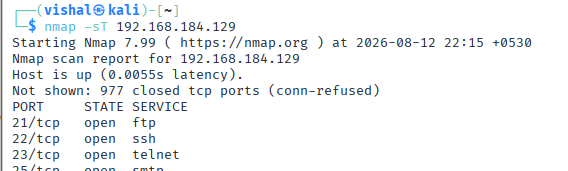 ┌──(vishal㉿kali)-[~]
└─$ nmap -sT 192.168.184.129
Starting Nmap 7.99 ( https://nmap.org ) at 2026-08-12 22:15 +0530
Nmap scan report for 192.168.184.129
Host is up (0.0055s latency).
Not shown: 977 closed tcp ports (conn-refused)
PORT     STATE SERVICE
21/tcp   open  ftp
22/tcp   open  ssh
23/tcp   open  telnet
25/tcp   open  smtp